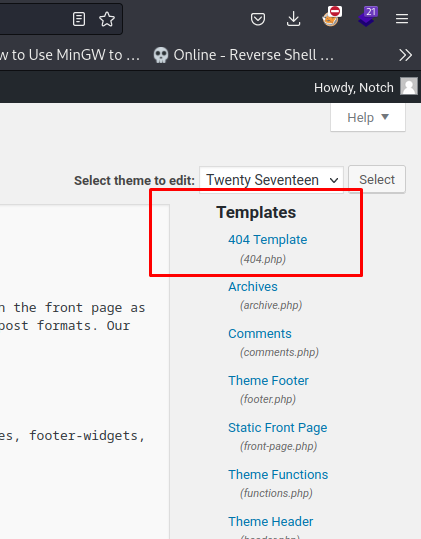 21
w to Use MinGW to … Online - Reverse Shell …
Howdy, Notch
Help
Select theme to edit: Twenty Seventeen Select
Templates
404 Template
(404.php)
Archives
(archive.php)
n the front page as
post formats. Our
Comments
(comments.php)
Theme Footer
(footer.php)
Static Front Page
es, footer-widgets,
(front-page.php)
Theme Functions
(functions.php)
Theme Header